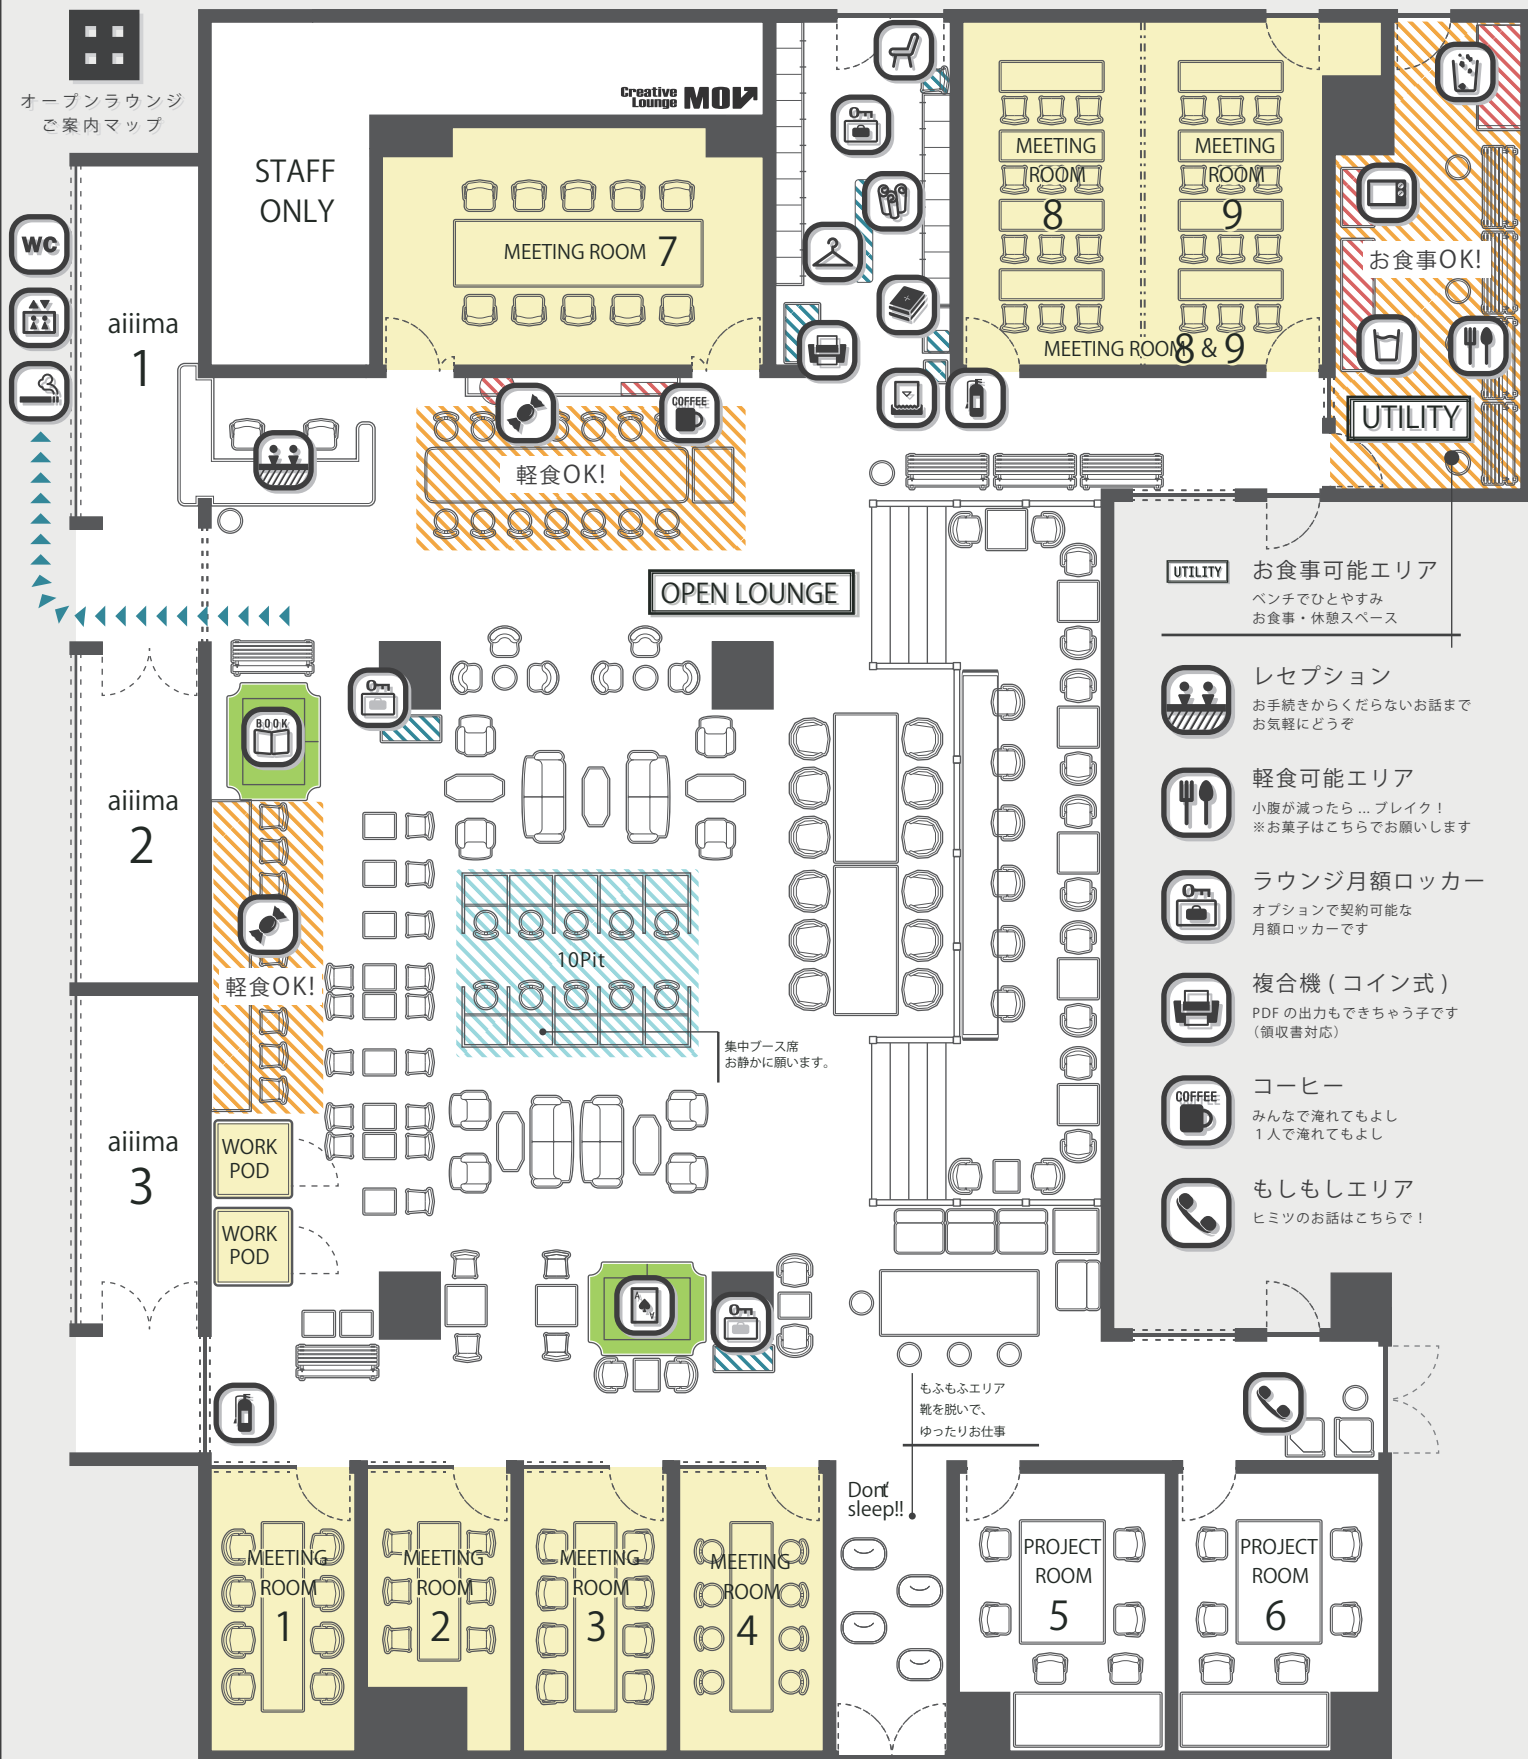 オープンラウンジ
ご案内マップ
Creative
Lounge MOV
STAFF
ONLY
MEETING ROOM 7
MEETING
ROOM
8
MEETING
ROOM
9
MEETING ROOM 8 & 9
お食事OK!
UTILITY
WC
aiiima
1
COFFEE
軽食OK!
OPEN LOUNGE
BOOK
aiiima
2
軽食OK!
10Pit
集中ブース席
お静かに願います。
aiiima
3
WORK
POD
WORK
POD
A
A
UTILITY
お食事可能エリア
ベンチでひとやすみ
お食事・休憩スペース
レセプション
お手続きからくだらないお話まで
お気軽にどうぞ
軽食可能エリア
小腹が減ったら ... ブレイク！
※お菓子はこちらでお願いします
ラウンジ月額ロッカー
オプションで契約可能な
月額ロッカーです
複合機 ( コイン式 )
PDF の出力もできちゃう子です
（領収書対応）
COFFEE
コーヒー
みんなで淹れてもよし
１人で淹れてもよし
もしもしエリア
ヒミツのお話はこちらで！
もふもふエリア
靴を脱いで、
ゆったりお仕事
Don't
sleep!!
MEETING
ROOM
1
MEETING
ROOM
2
MEETING
ROOM
3
MEETING
ROOM
4
PROJECT
ROOM
5
PROJECT
ROOM
6